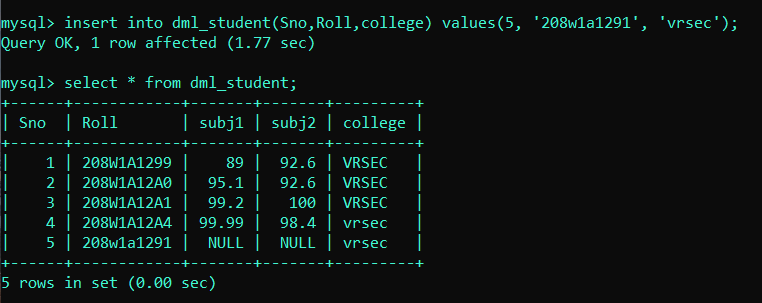 mysql> insert into dml_student(Sno,Roll,college) values(5, '208w1a1291', 'vrsec');
Query OK, 1 row affected (1.77 sec)
mysql> select * from dml_student;
+------+------------+-------+-------+---------+
| Sno  | Roll       | subj1 | subj2 | college |
+------+------------+-------+-------+---------+
|    1 | 208W1A1299 |    89 |  92.6 | VRSEC   |
|    2 | 208W1A12A0 |  95.1 |  92.6 | VRSEC   |
|    3 | 208W1A12A1 |  99.2 |   100 | VRSEC   |
|    4 | 208W1A12A4 | 99.99 |  98.4 | vrsec   |
|    5 | 208w1a1291 |  NULL |  NULL | vrsec   |
+------+------------+-------+-------+---------+
5 rows in set (0.00 sec)